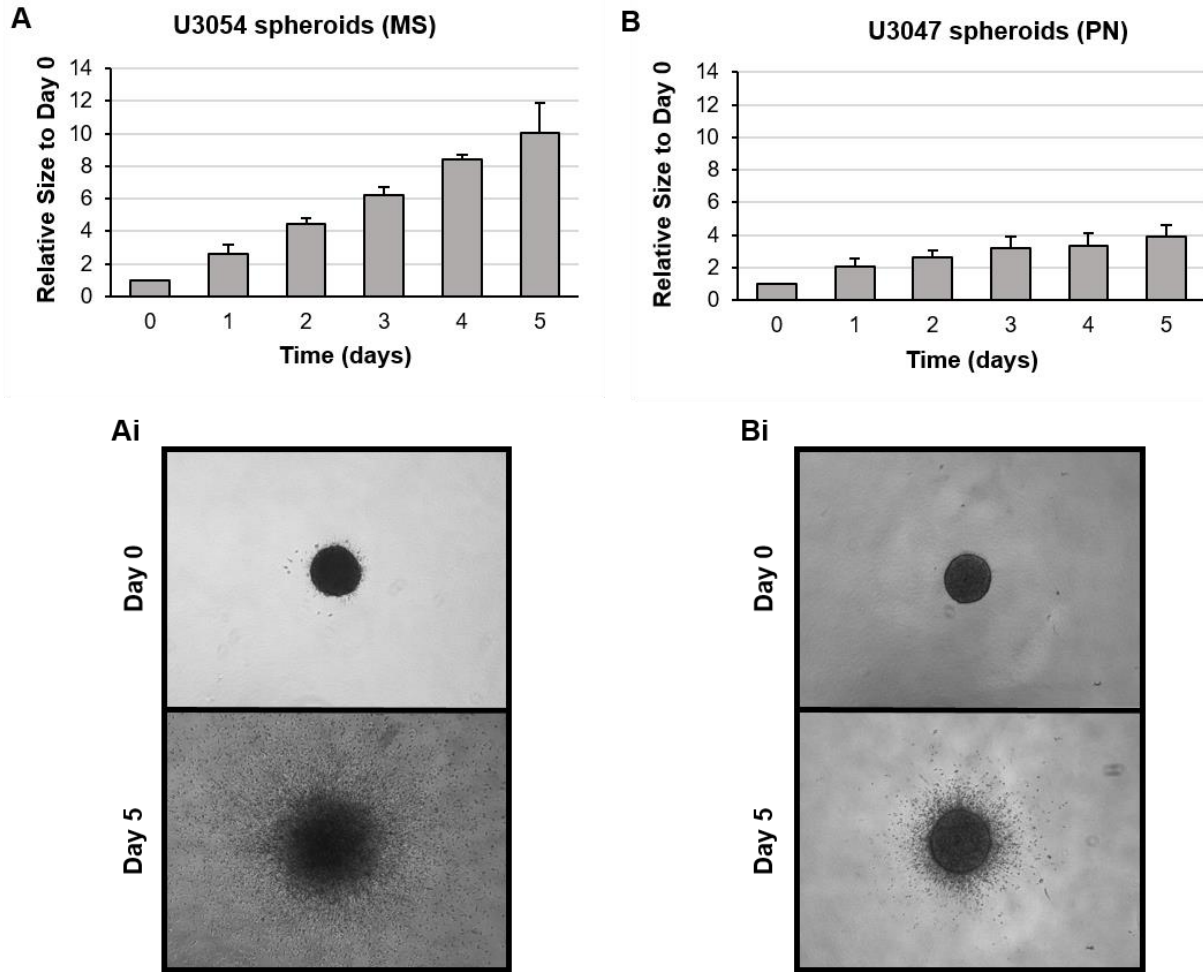 A
U3054 spheroids (MS)
Relative Size to Day 0
14
12
10
8
6
4
2
0
0 1 2 3 4 5
Time (days)
B
U3047 spheroids (PN)
Relative Size to Day 0
14
12
10
8
6
4
2
0
0 1 2 3 4 5
Time (days)
Ai
Day 0
Day 5
Bi
Day 0
Day 5